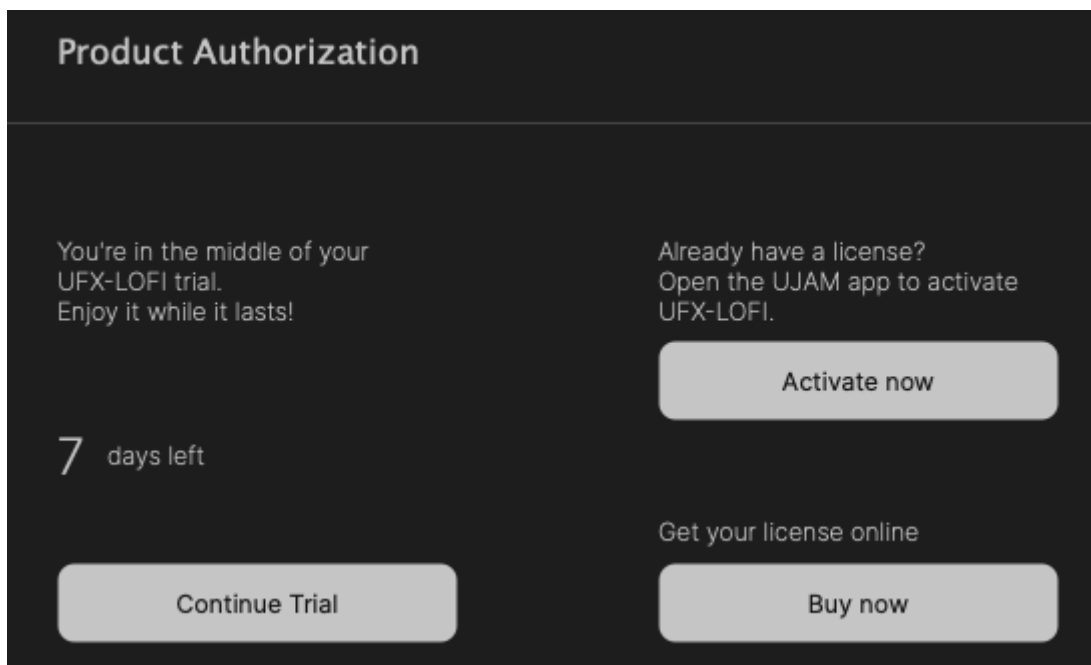 Product Authorization
You're in the middle of your
UFX-LOFI trial.
Enjoy it while it lasts!
7 days left
Continue Trial
Already have a license?
Open the UJAM app to activate
UFX-LOFI.
Activate now
Get your license online
Buy now